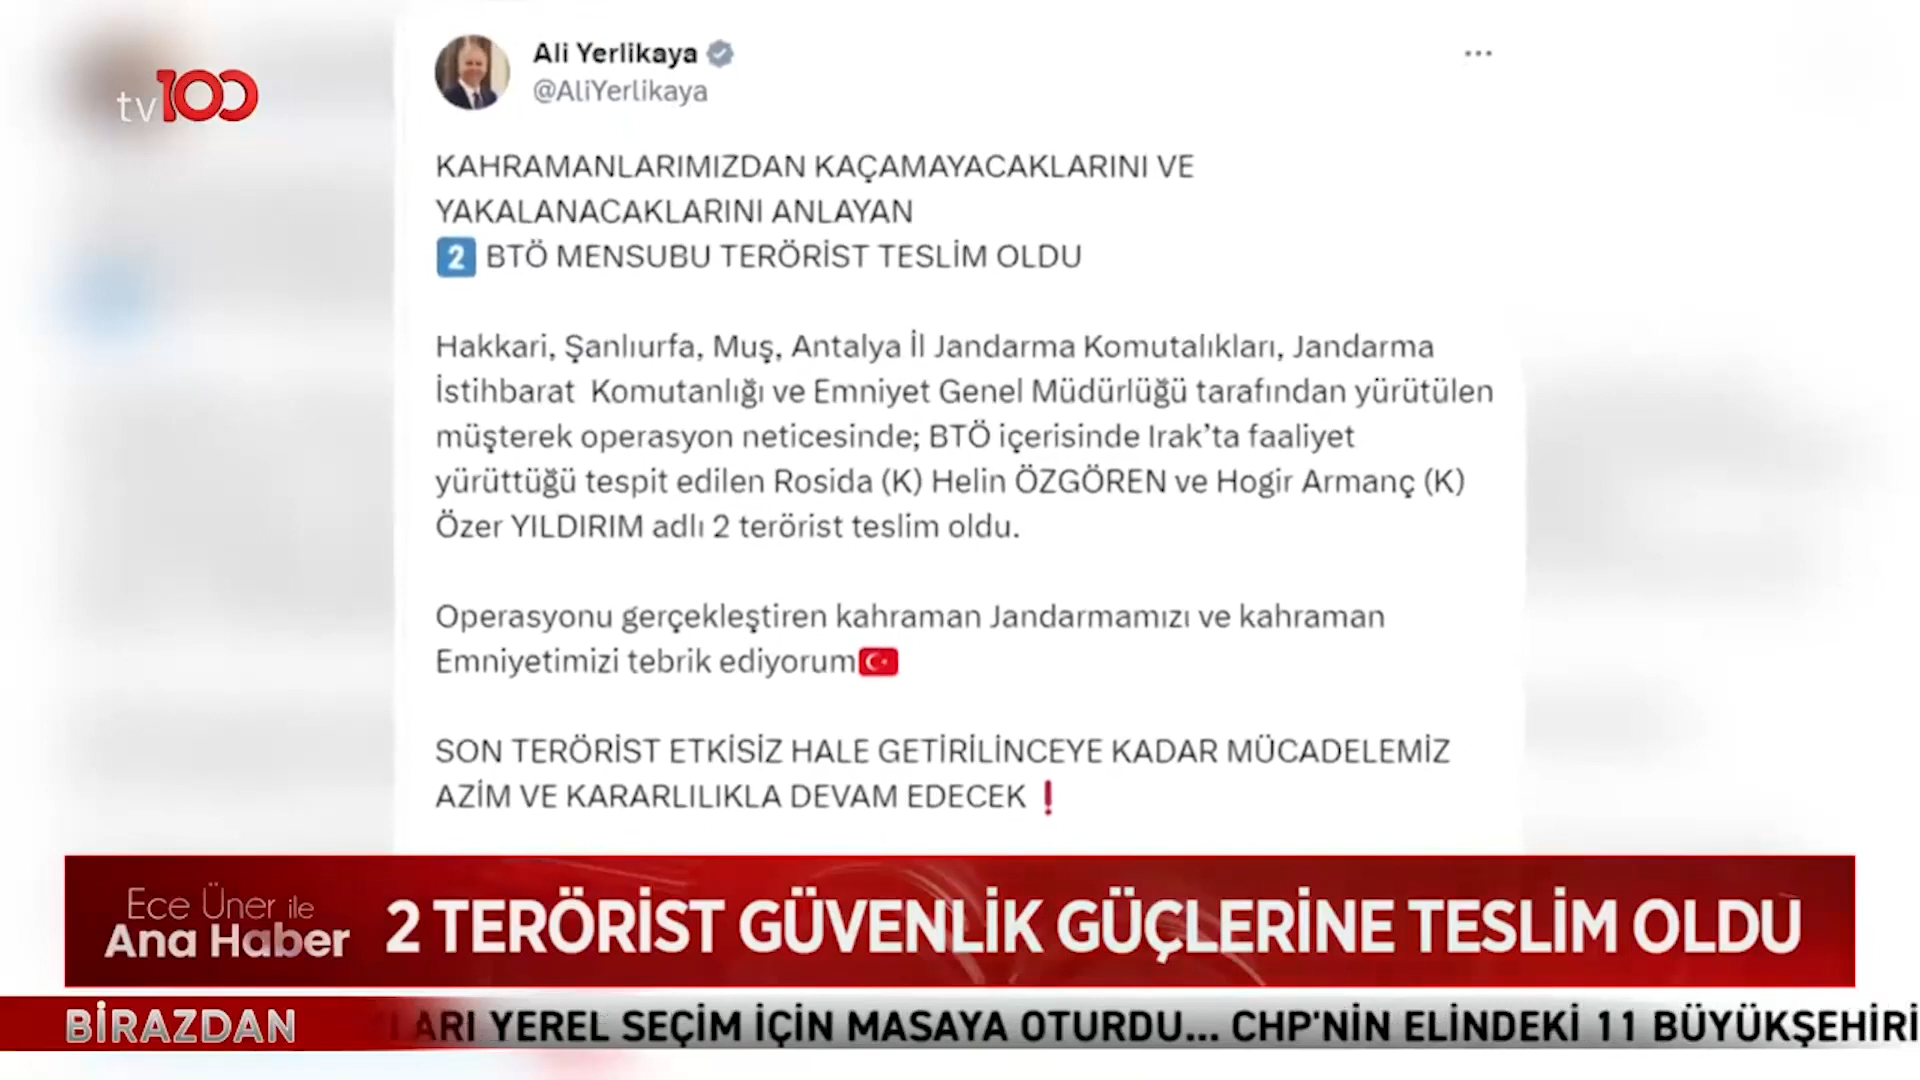 tv100
Ali Yerlikaya
@AliYerlikaya
KAHRAMANLARIMIZDAN KAÇAMAYACAKLARINI VE
YAKALANACAKLARINI ANLAYAN
2 BTÖ MENSUBU TERÖRİST TESLİM OLDU
Hakkari, Şanlıurfa, Muş, Antalya İl Jandarma Komutalıkları, Jandarma
İstihbarat Komutanlığı ve Emniyet Genel Müdürlüğü tarafından yürütülen
müşterek operasyon neticesinde; BTÖ içerisinde Irak’ta faaliyet
yürüttüğü tespit edilen Rosida (K) Helin ÖZGÖREN ve Hogir Armanç (K)
Özer YILDIRIM adlı 2 terörist teslim oldu.
Operasyonu gerçekleştiren kahraman Jandarmamızı ve kahraman
Emniyetimizi tebrik ediyorum🇹🇷
SON TERÖRİST ETKİSİZ HALE GETİRİLİNCEYE KADAR MÜCADELEMİZ
AZİM VE KARARLILIKLA DEVAM EDECEK❗
Ece Üner ile
Ana Haber
2 TERÖRİST GÜVENLİK GÜÇLERİNE TESLİM OLDU
BİRAZDAN
ARI YEREL SEÇİM İÇİN MASAYA OTURDU... CHP'NİN ELİNDEKİ 11 BÜYÜKŞEHİRİ